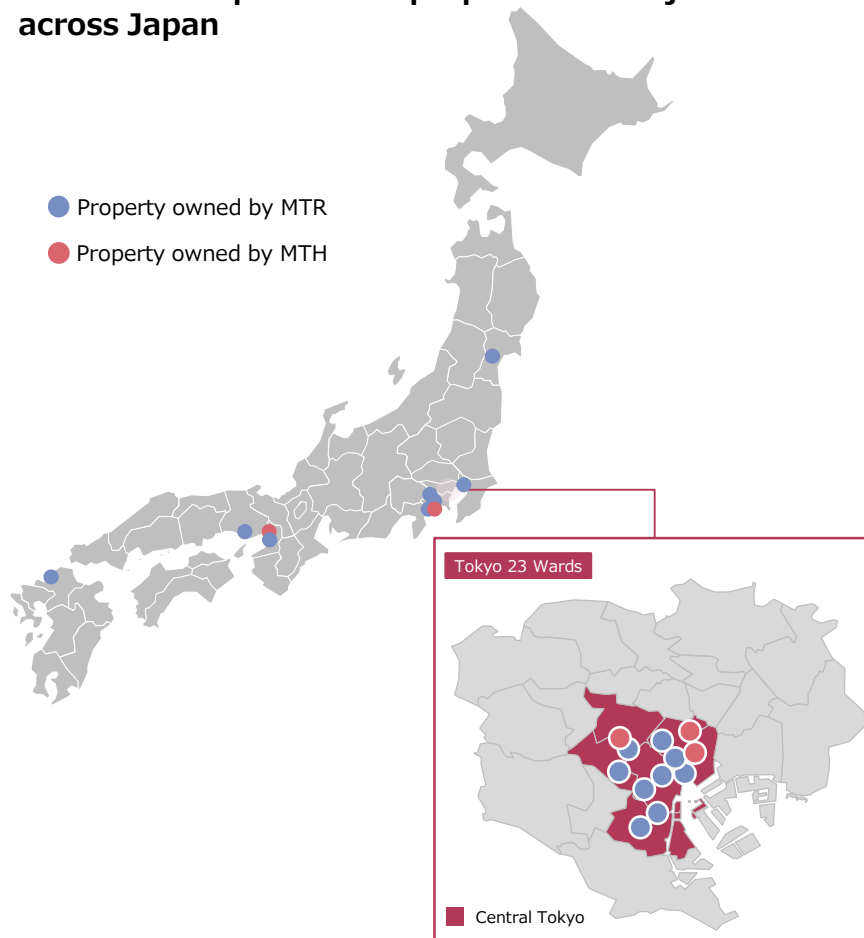 across Japan
Property owned by MTR
Property owned by MTH
Tokyo 23 Wards
Central Tokyo